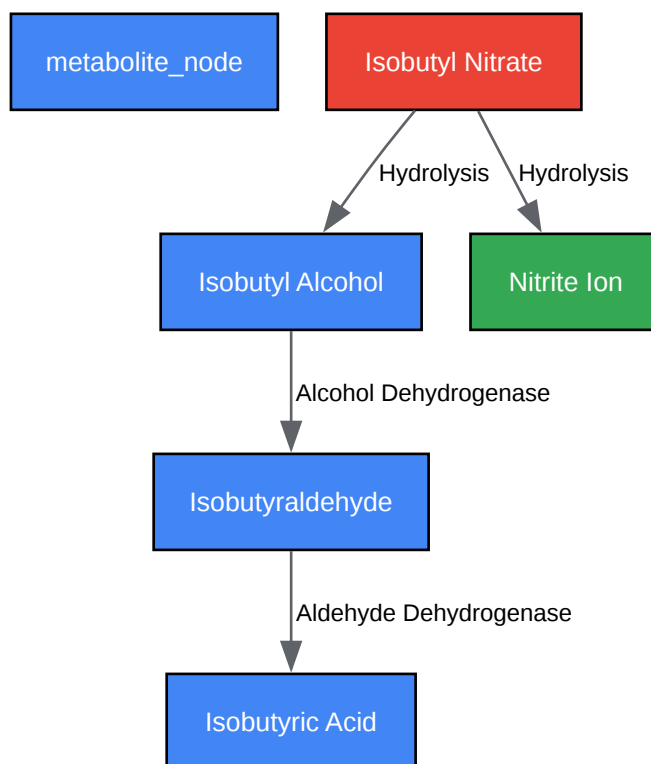 metabolite_node
Isobutyl Nitrate
Hydrolysis
Hydrolysis
Isobutyl Alcohol
Nitrite Ion
Alcohol Dehydrogenase
Isobutyraldehyde
Aldehyde Dehydrogenase
Isobutyric Acid